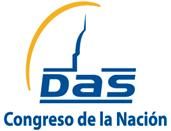 Das
Congreso de la Nación